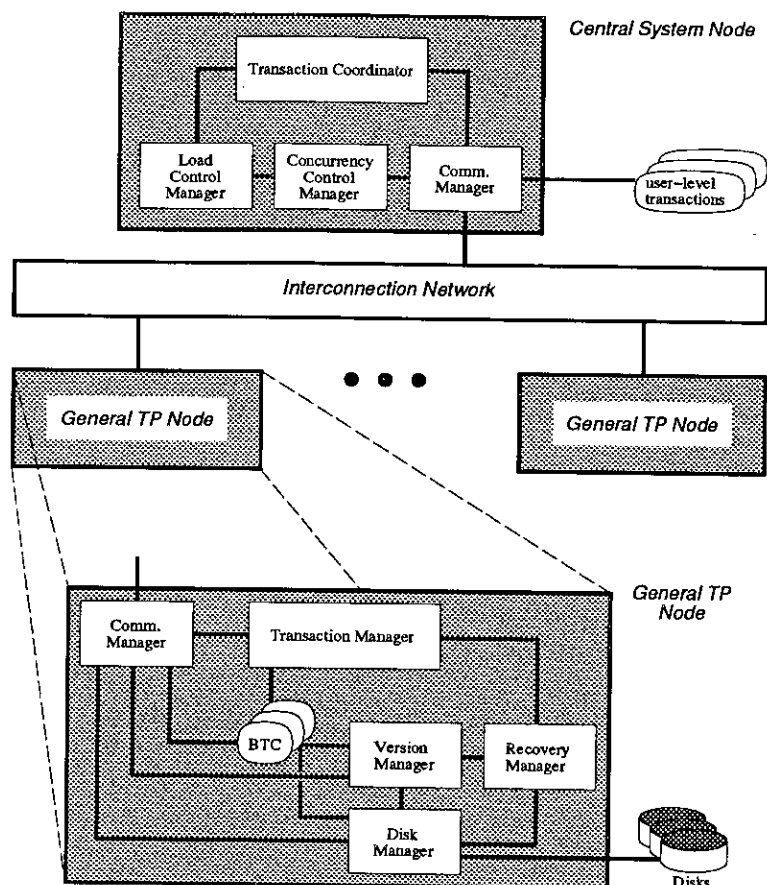 Central System Node
Transaction Coordinator
Load
Control
Manager
Concurrency
Control
Manager
Comm.
Manager
user-level
transactions
Interconnection Network
General TP Node
General TP Node
General TP
Node
Comm.
Manager
Transaction Manager
BTC
Version
Manager
Recovery
Manager
Disk
Manager
Disks